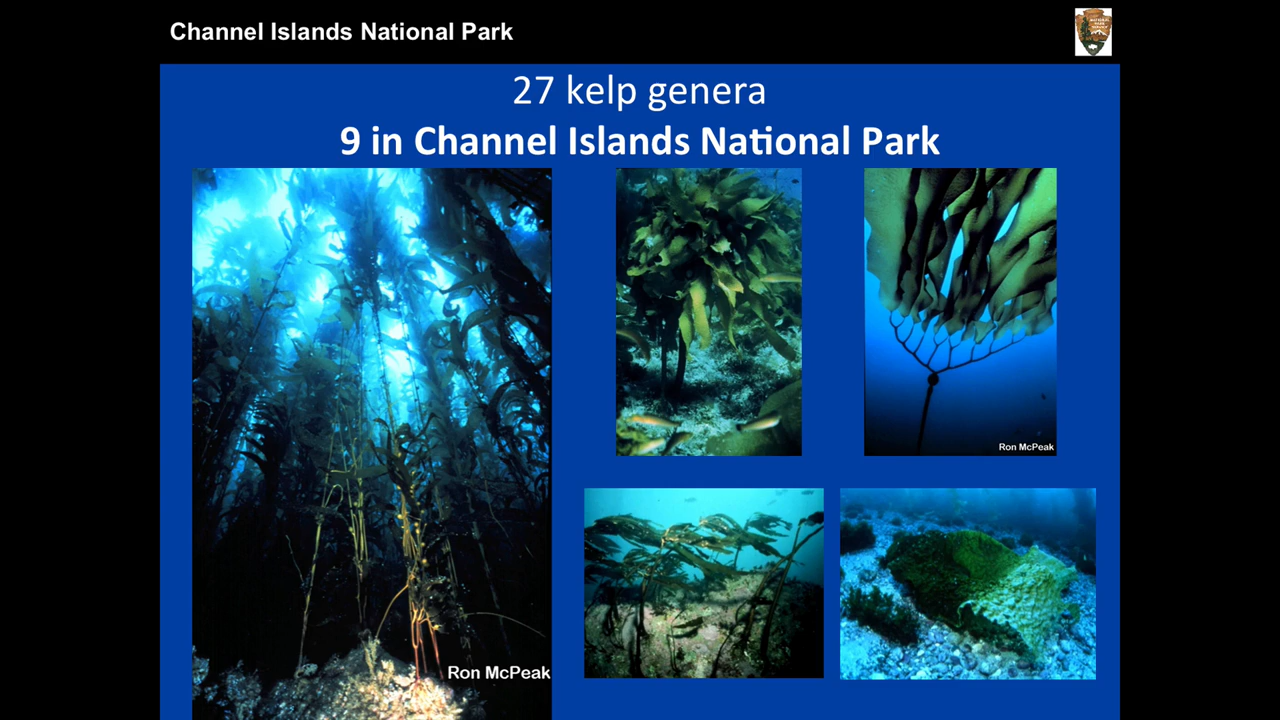 Channel Islands National Park
27 kelp genera
9 in Channel Islands National Park
Ron McPeak
Ron McPeak